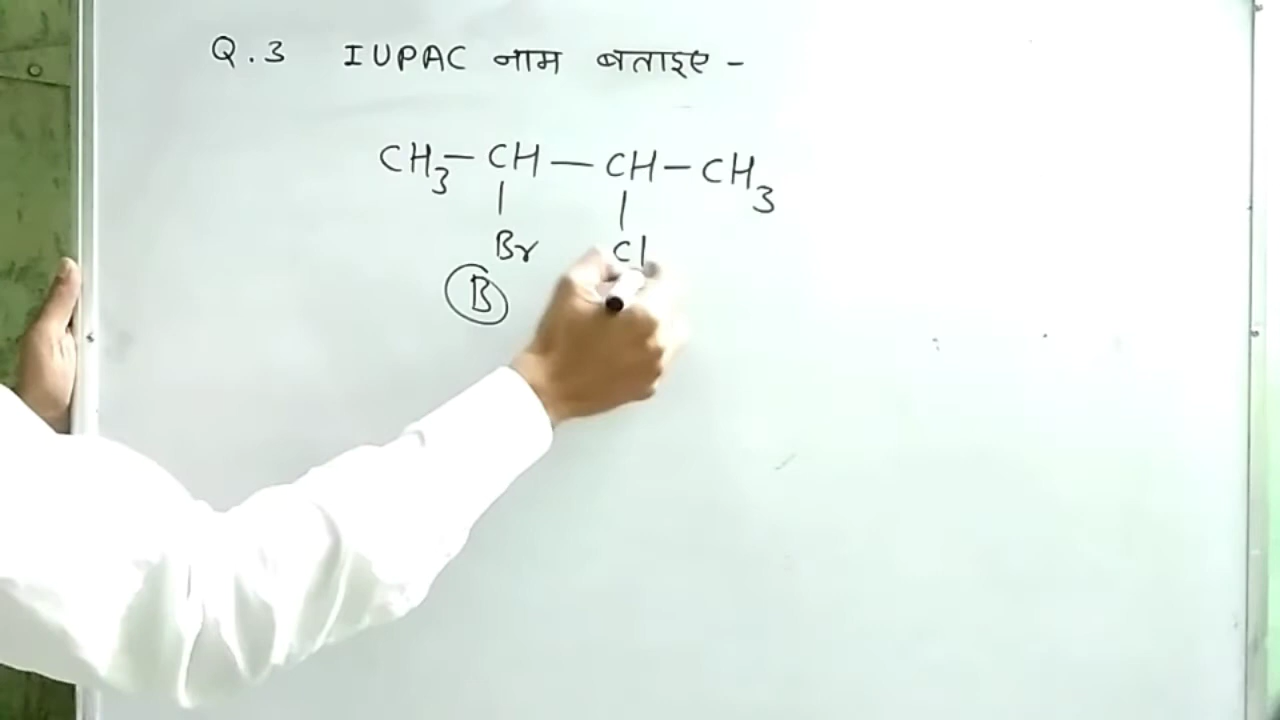 Q.3 IUPAC नाम बताइए -
CH₃ — CH — CH — CH₃
| |
Br Cl
B